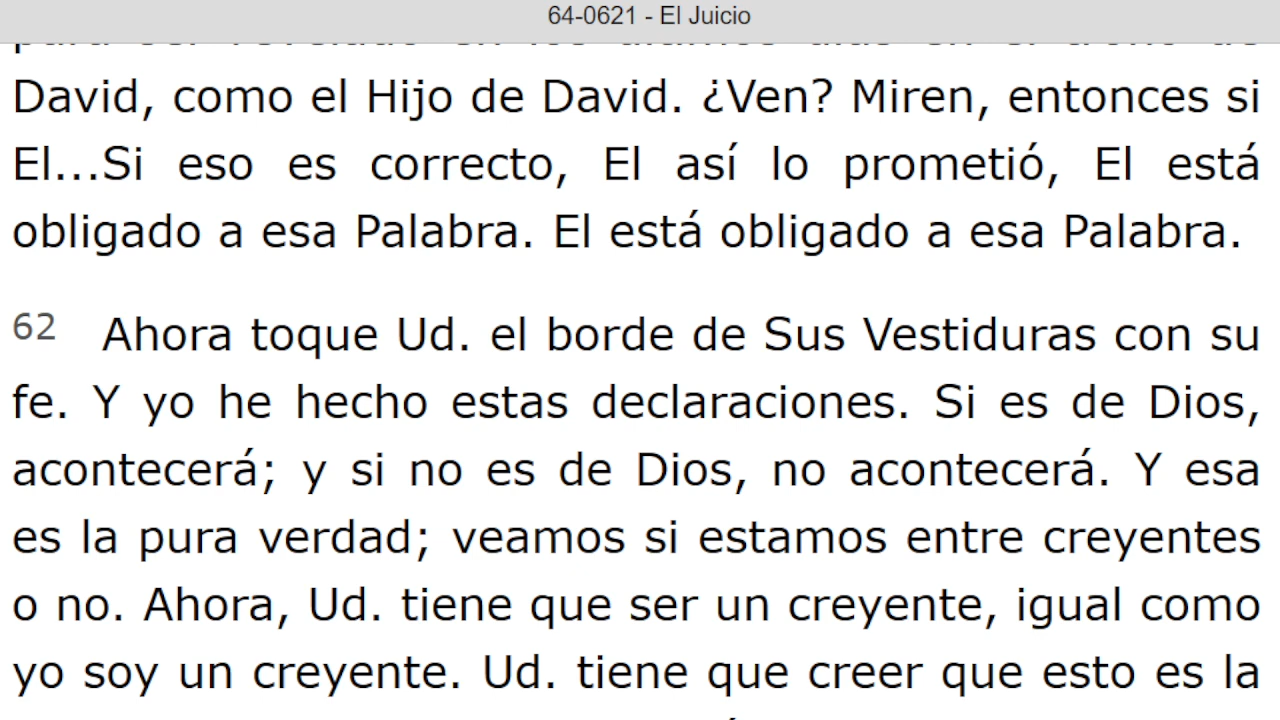 64-0621 - El Juicio
David, como el Hijo de David. ¿Ven? Miren, entonces si
El...Si eso es correcto, El así lo prometió, El está
obligado a esa Palabra. El está obligado a esa Palabra.
62 Ahora toque Ud. el borde de Sus Vestiduras con su
fe. Y yo he hecho estas declaraciones. Si es de Dios,
acontecerá; y si no es de Dios, no acontecerá. Y esa
es la pura verdad; veamos si estamos entre creyentes
o no. Ahora, Ud. tiene que ser un creyente, igual como
yo soy un creyente. Ud. tiene que creer que esto es la